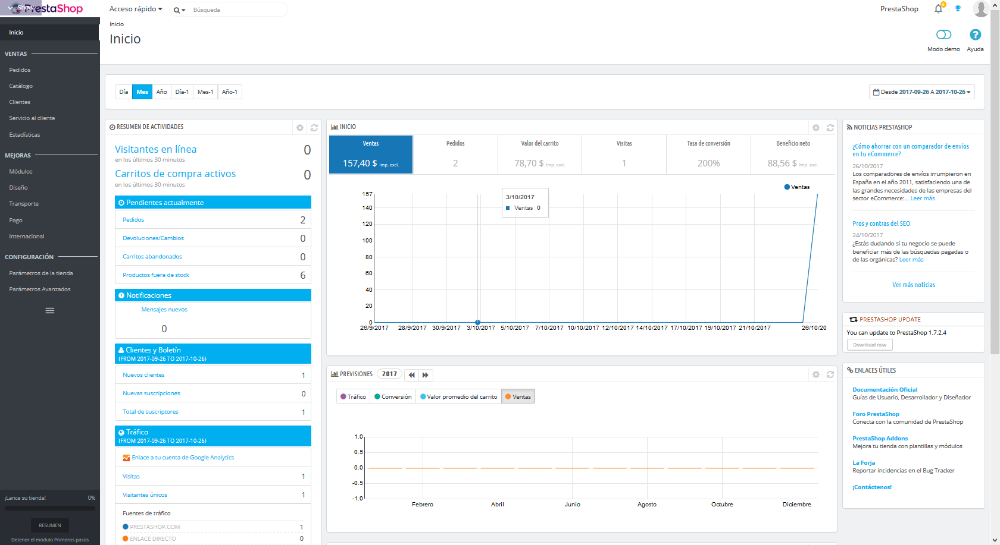 Show
PrestaShop
Acceso rápido
Búsqueda
PrestaShop
6
Inicio
Inicio
Modo demo
Ayuda
Inicio
VENTAS
Pedidos
Catálogo
Clientes
Servicio al cliente
Estadísticas
MEJORAS
Módulos
Diseño
Transporte
Pago
Internacional
CONFIGURACIÓN
Parámetros de la tienda
Parámetros Avanzados
¡Lance su tienda! 0%
RESUMEN
Detener el módulo Primeros pasos
Día Mes Año Día-1 Mes-1 Año-1
Desde 2017-09-26 A 2017-10-26
RESUMEN DE ACTIVIDADES
Visitantes en línea 0
en los últimos 30 minutos
Carritos de compra activos 0
en los últimos 30 minutos
Pendientes actualmente
Pedidos 2
Devoluciones/Cambios 0
Carritos abandonados 0
Productos fuera de stock 6
Notificaciones
Mensajes nuevos
0
Clientes y Boletín
(FROM 2017-09-26 TO 2017-10-26)
Nuevos clientes 1
Nuevas suscripciones 0
Total de suscriptores 1
Tráfico
(FROM 2017-09-26 TO 2017-10-26)
Enlace a tu cuenta de Google Analytics
Visitas 1
Visitantes únicos 1
Fuentes de tráfico
PRESTASHOP.COM 1
ENLACE DIRECTO 0
INICIO
Ventas Pedidos Valor del carrito Visitas Tasa de conversión Beneficio neto
157,40 $ Imp. excl. 2 78,70 $ Imp. excl. 1 200% 88,56 $ Imp. excl.
Ventas
3/10/2017
Ventas 0
157
140
120
100
80
60
40
20
0
26/9/2017 28/9/2017 30/9/2017 3/10/2017 5/10/2017 7/10/2017 10/10/2017 12/10/2017 14/10/2017 17/10/2017 19/10/2017 21/10/2017 26/10/20
PREVISIONES 2017
Tráfico Conversión Valor promedio del carrito Ventas
1.0
0.5
0.0
-0.5
-1.0
Febrero Abril Junio Agosto Octubre Diciembre
NOTICIAS PRESTASHOP
¿Cómo ahorrar con un comparador de envíos
en tu eCommerce?
26/10/2017
Los comparadores de envíos irrumpieron en
España en el año 2011, satisfaciendo una de
las grandes necesidades de las empresas del
sector eCommerce:... Leer más
Pros y contras del SEO
24/10/2017
¿Estás dudando si tu negocio se puede
beneficiar más de las búsquedas pagadas o
de las orgánicas? Leer más
Ver más noticias
PRESTASHOP UPDATE
You can update to PrestaShop 1.7.2.4
Download now
ENLACES ÚTILES
Documentación Oficial
Guías de Usuario, Desarrollador y Diseñador
Foro PrestaShop
Conecta con la comunidad de PrestaShop
PrestaShop Addons
Mejora tu tienda con plantillas y módulos
La Forja
Reportar incidencias en el Bug Tracker
¡Contáctenos!